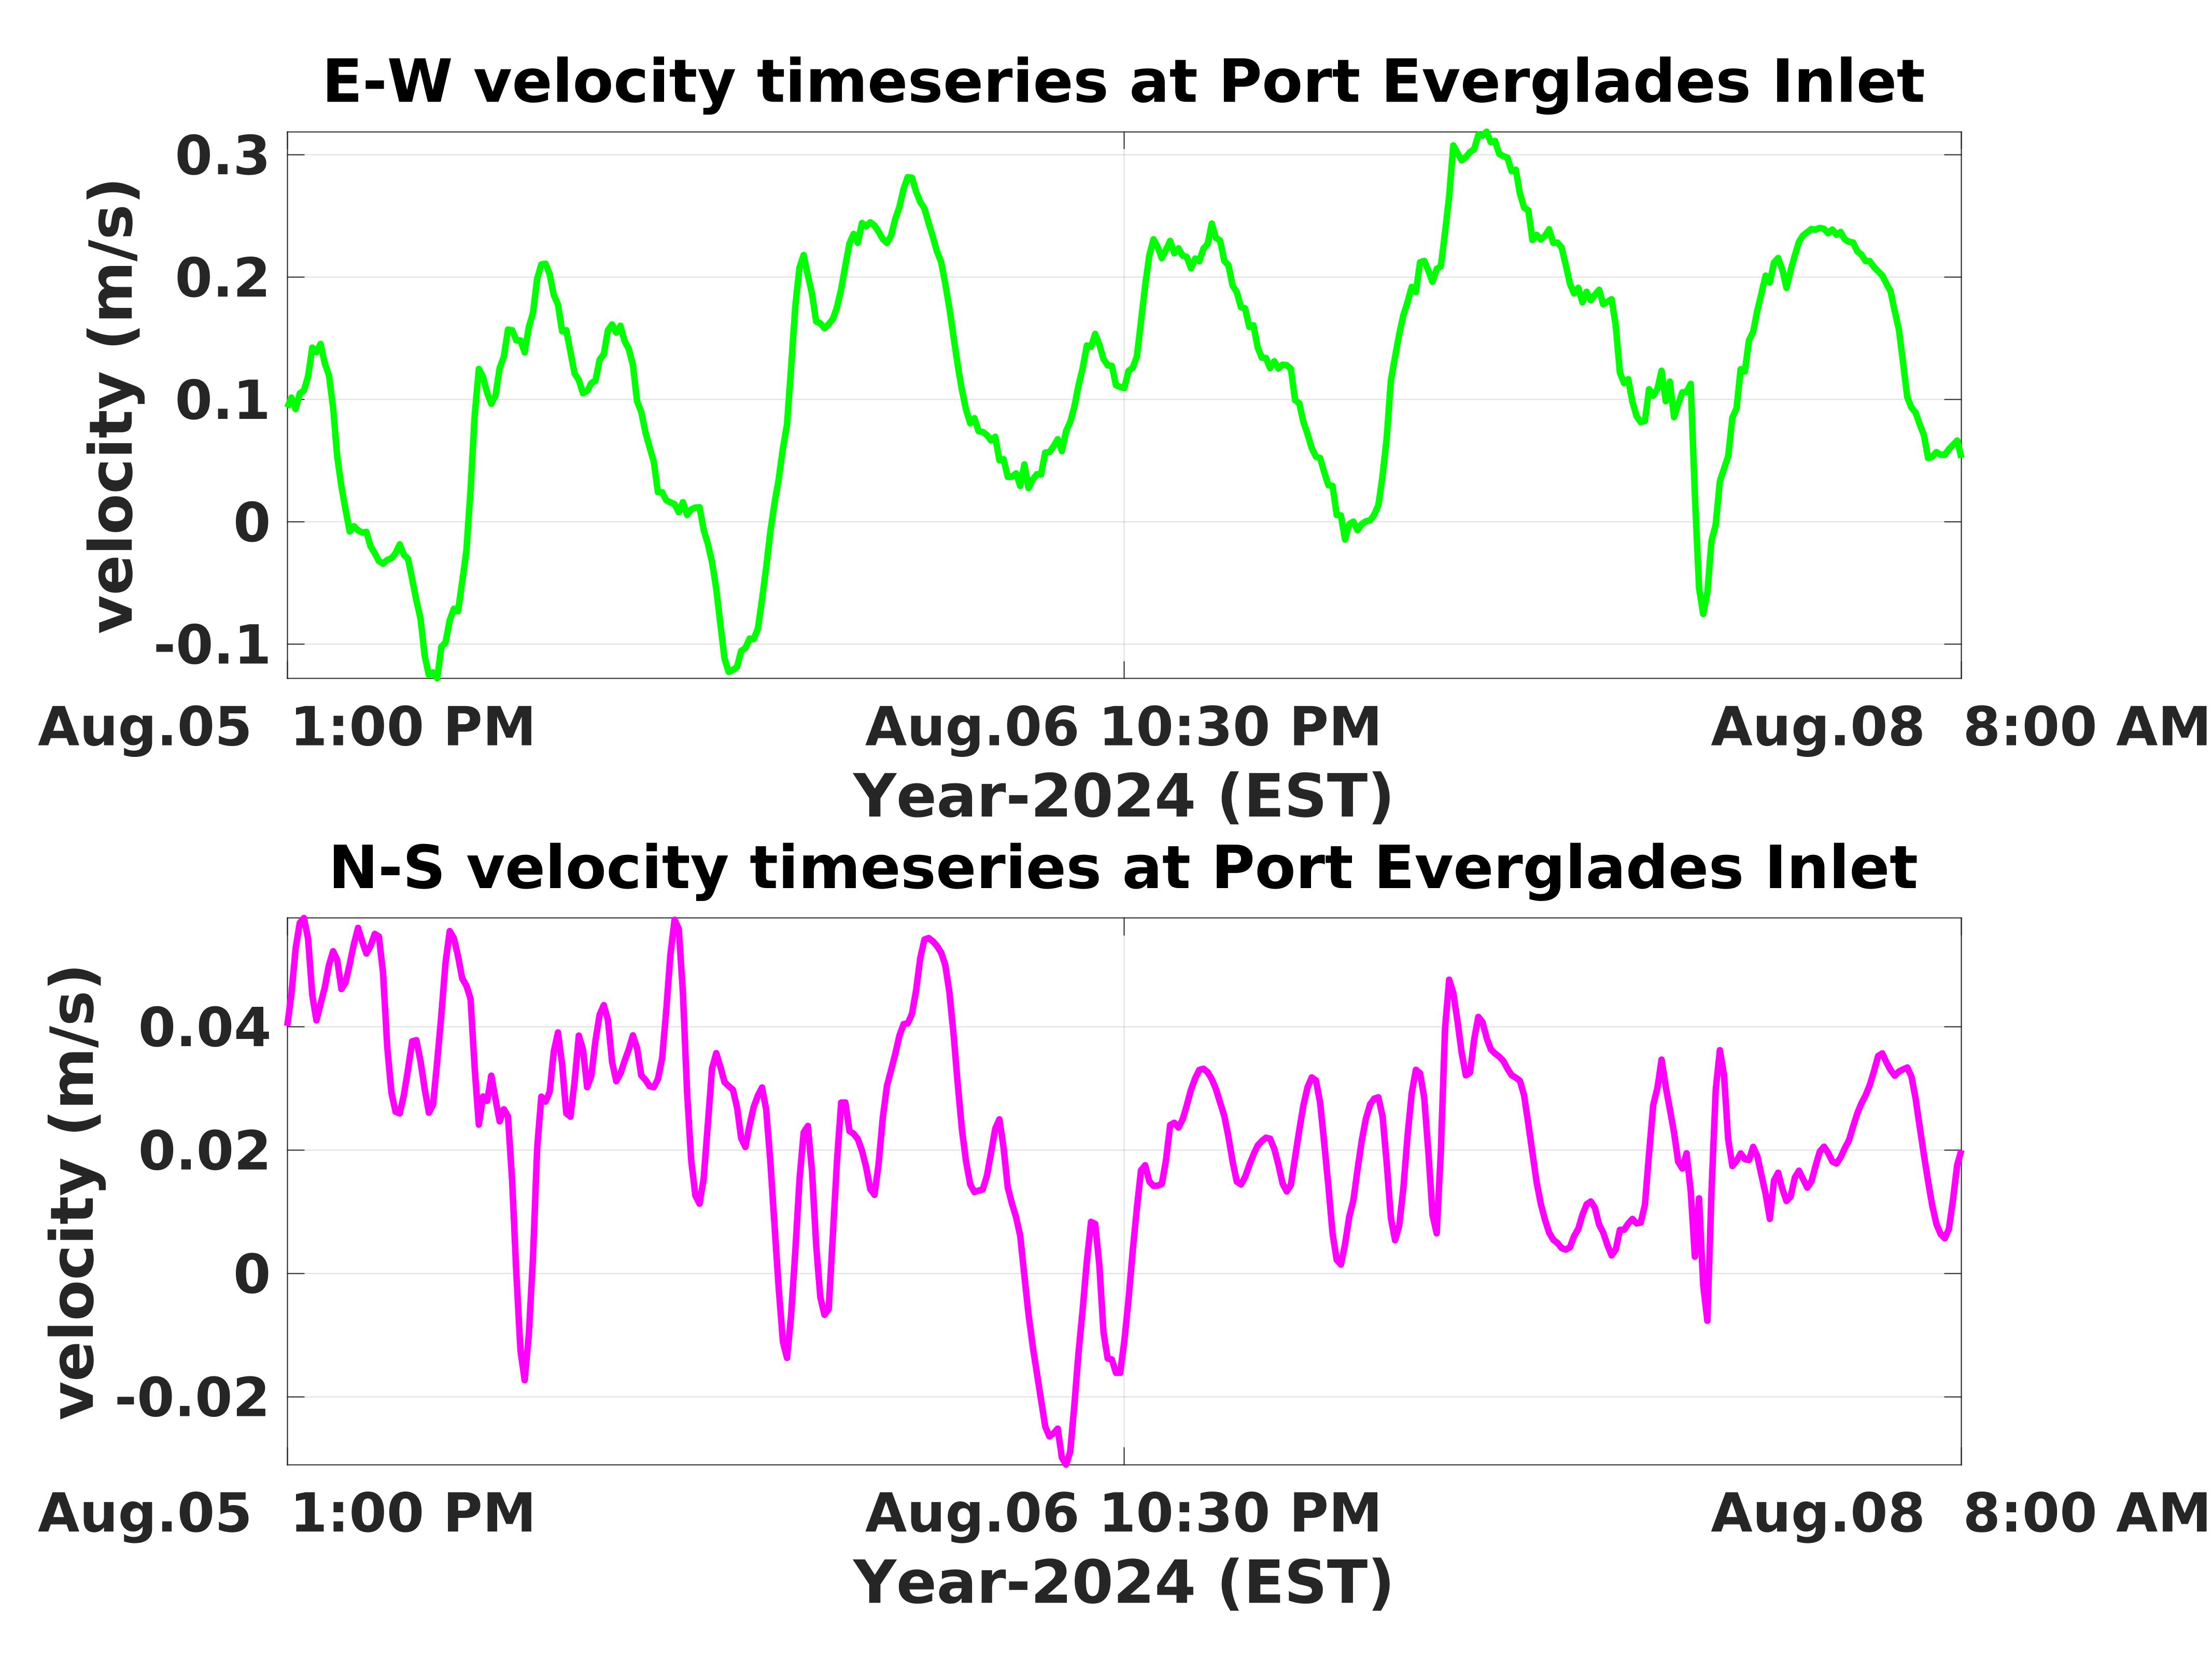 E-W velocity timeseries at Port Everglades Inlet
velocity (m/s)
0.3
0.2
0.1
0
-0.1
Aug.05  1:00 PM
Aug.06 10:30 PM
Aug.08  8:00 AM
Year-2024 (EST)
N-S velocity timeseries at Port Everglades Inlet
velocity (m/s)
0.04
0.02
0
-0.02
Aug.05  1:00 PM
Aug.06 10:30 PM
Aug.08  8:00 AM
Year-2024 (EST)